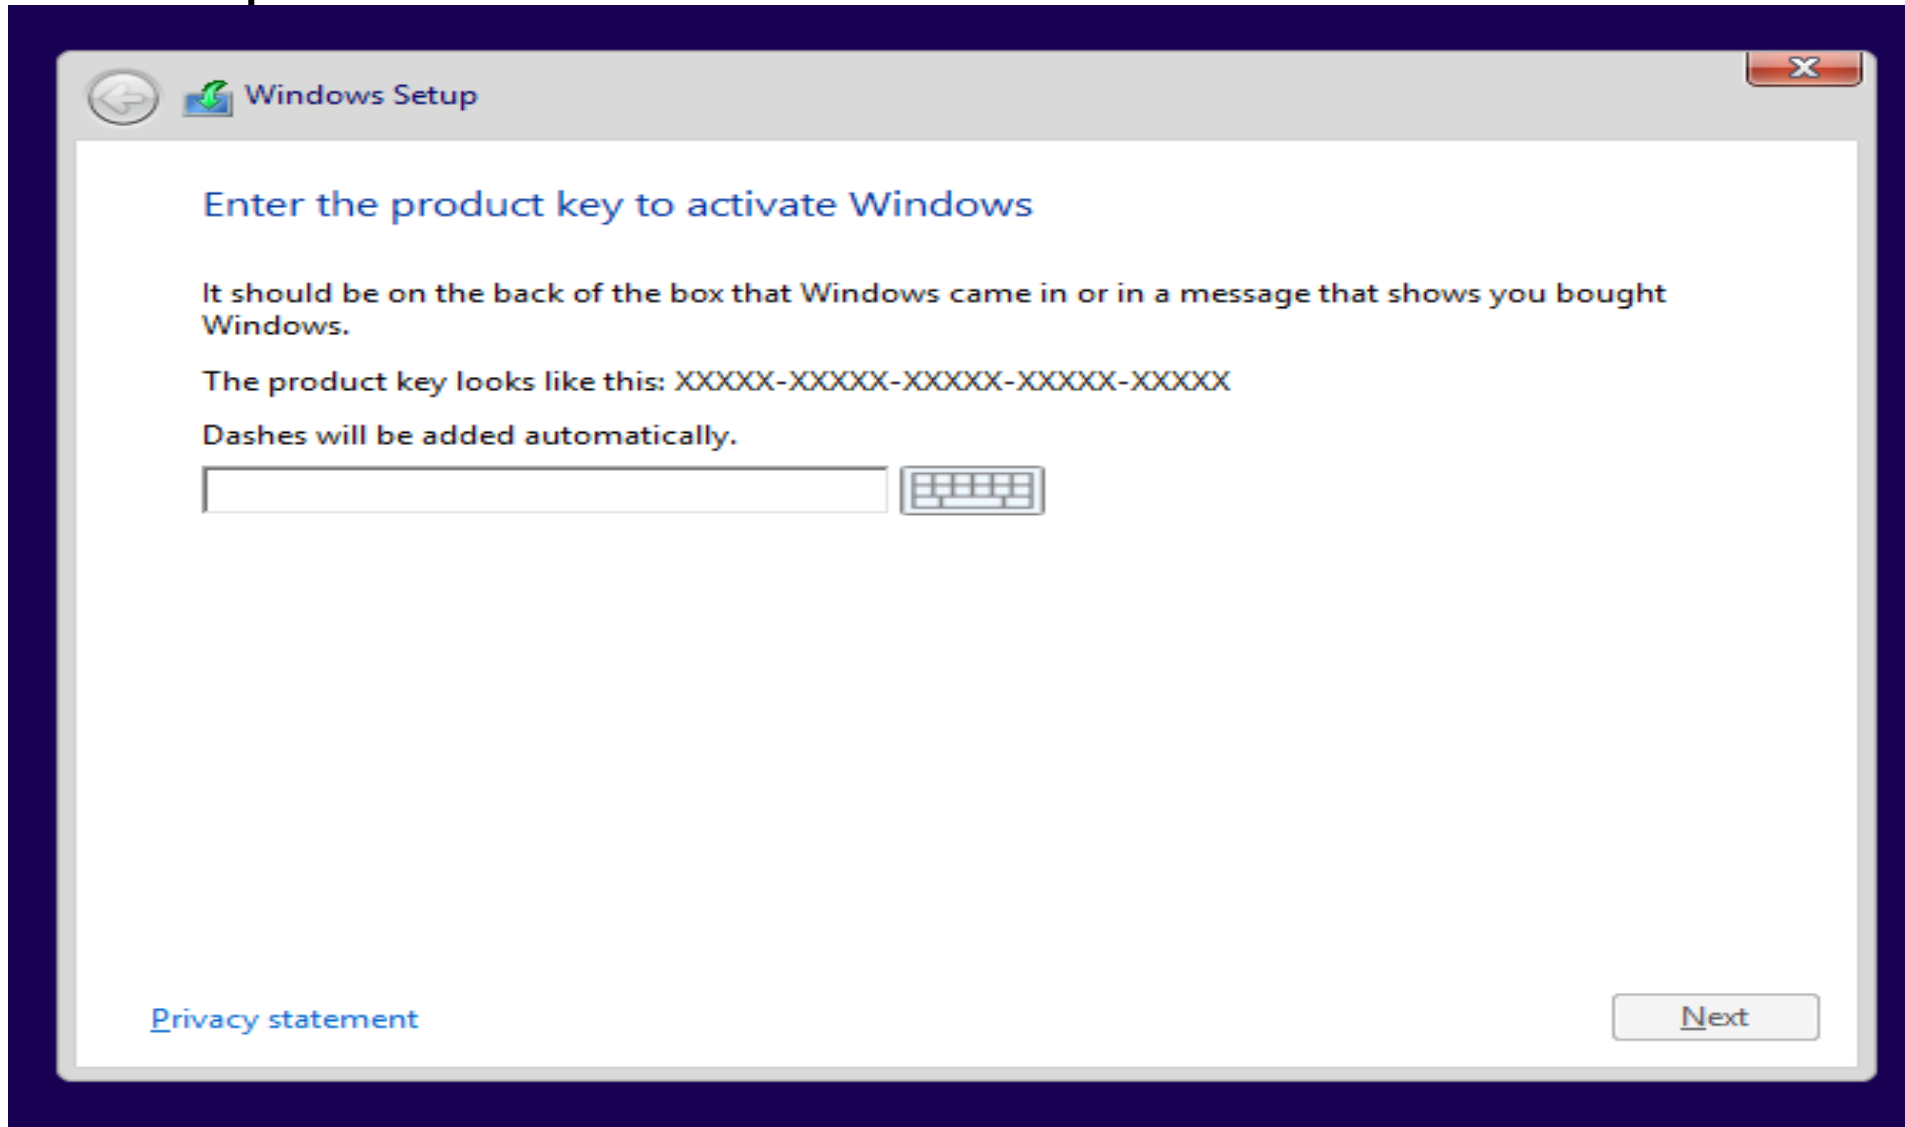 Windows Setup
Enter the product key to activate Windows
It should be on the back of the box that Windows came in or in a message that shows you bought
Windows.
The product key looks like this: XXXXX-XXXXX-XXXXX-XXXXX-XXXXX
Dashes will be added automatically.
Privacy statement
Next